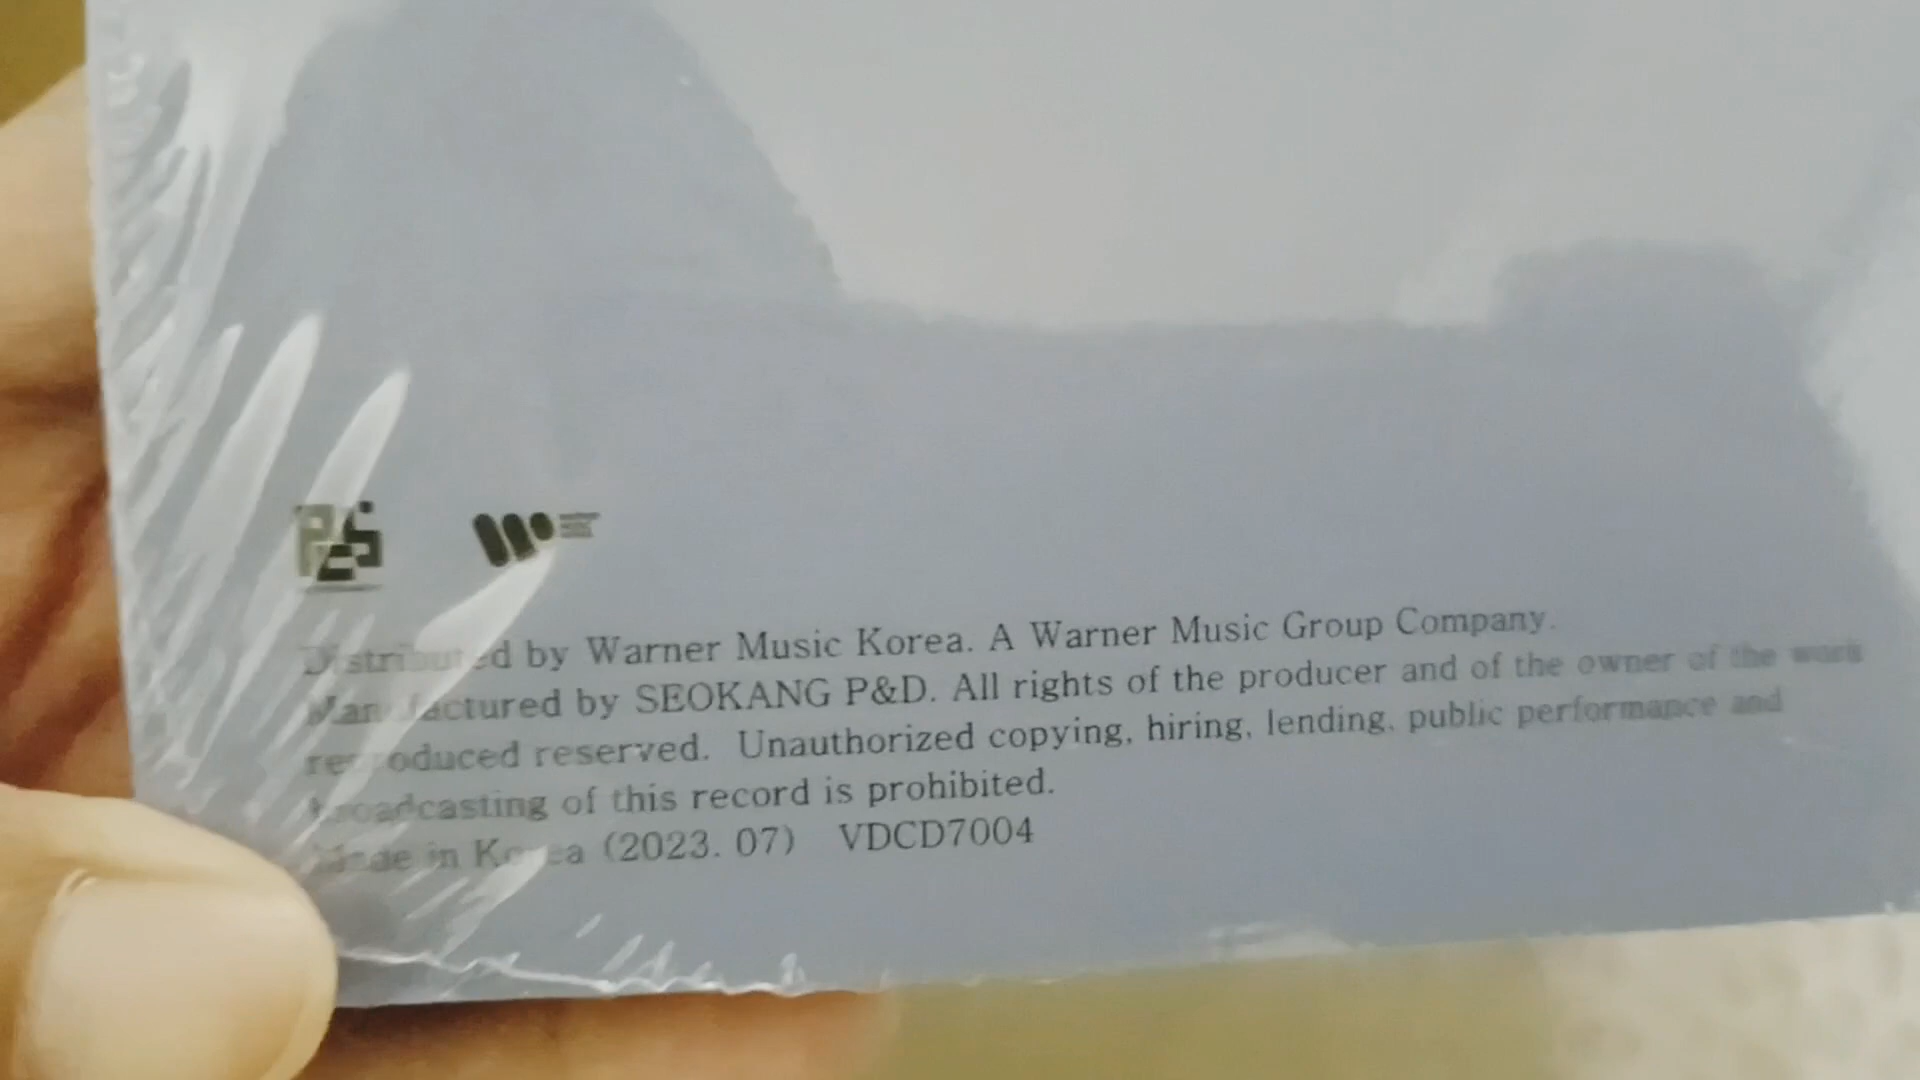 Distributed by Warner Music Korea. A Warner Music Group Company.
Manufactured by SEOKANG P&D. All rights of the producer and of the owner of the work
reproduced reserved. Unauthorized copying, hiring, lending, public performance and
broadcasting of this record is prohibited.
Made in Korea (2023. 07) VDCD7004